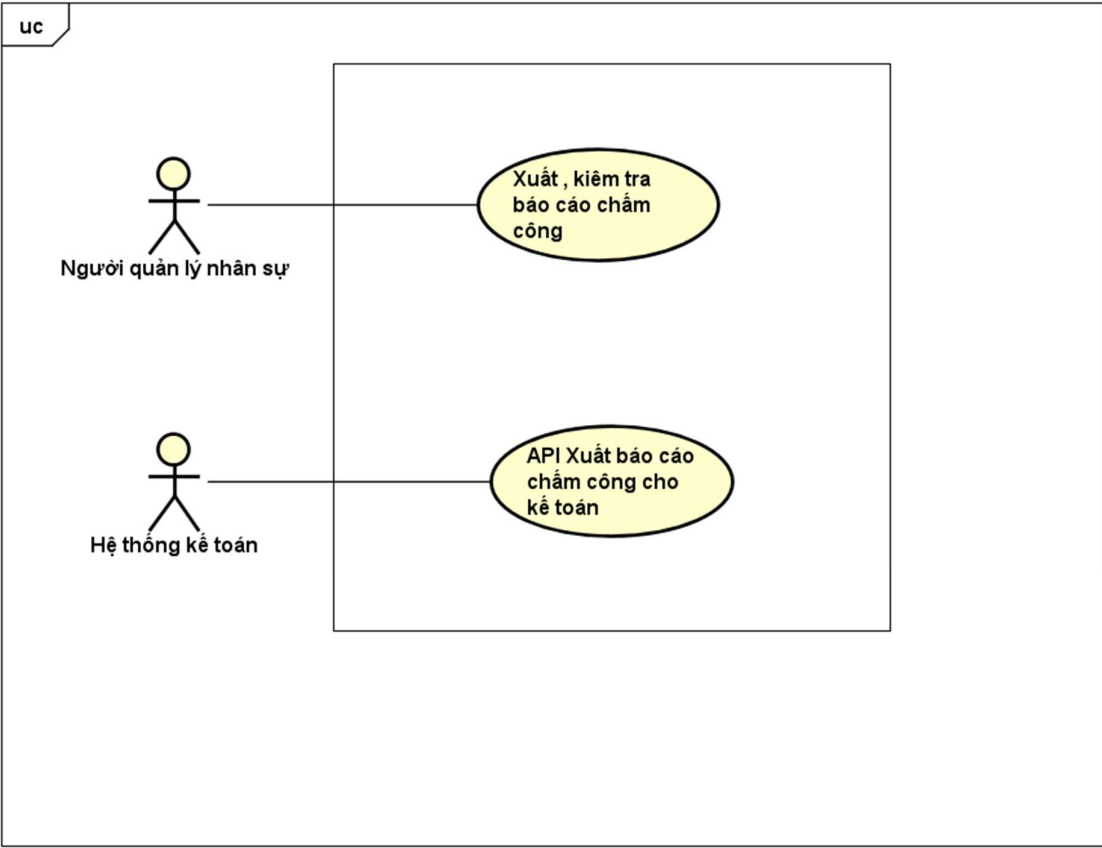 uc
Xuất , kiêm tra
báo cáo chấm
công
Người quản lý nhân sự
API Xuất báo cáo
chấm công cho
kế toán
Hệ thống kế toán